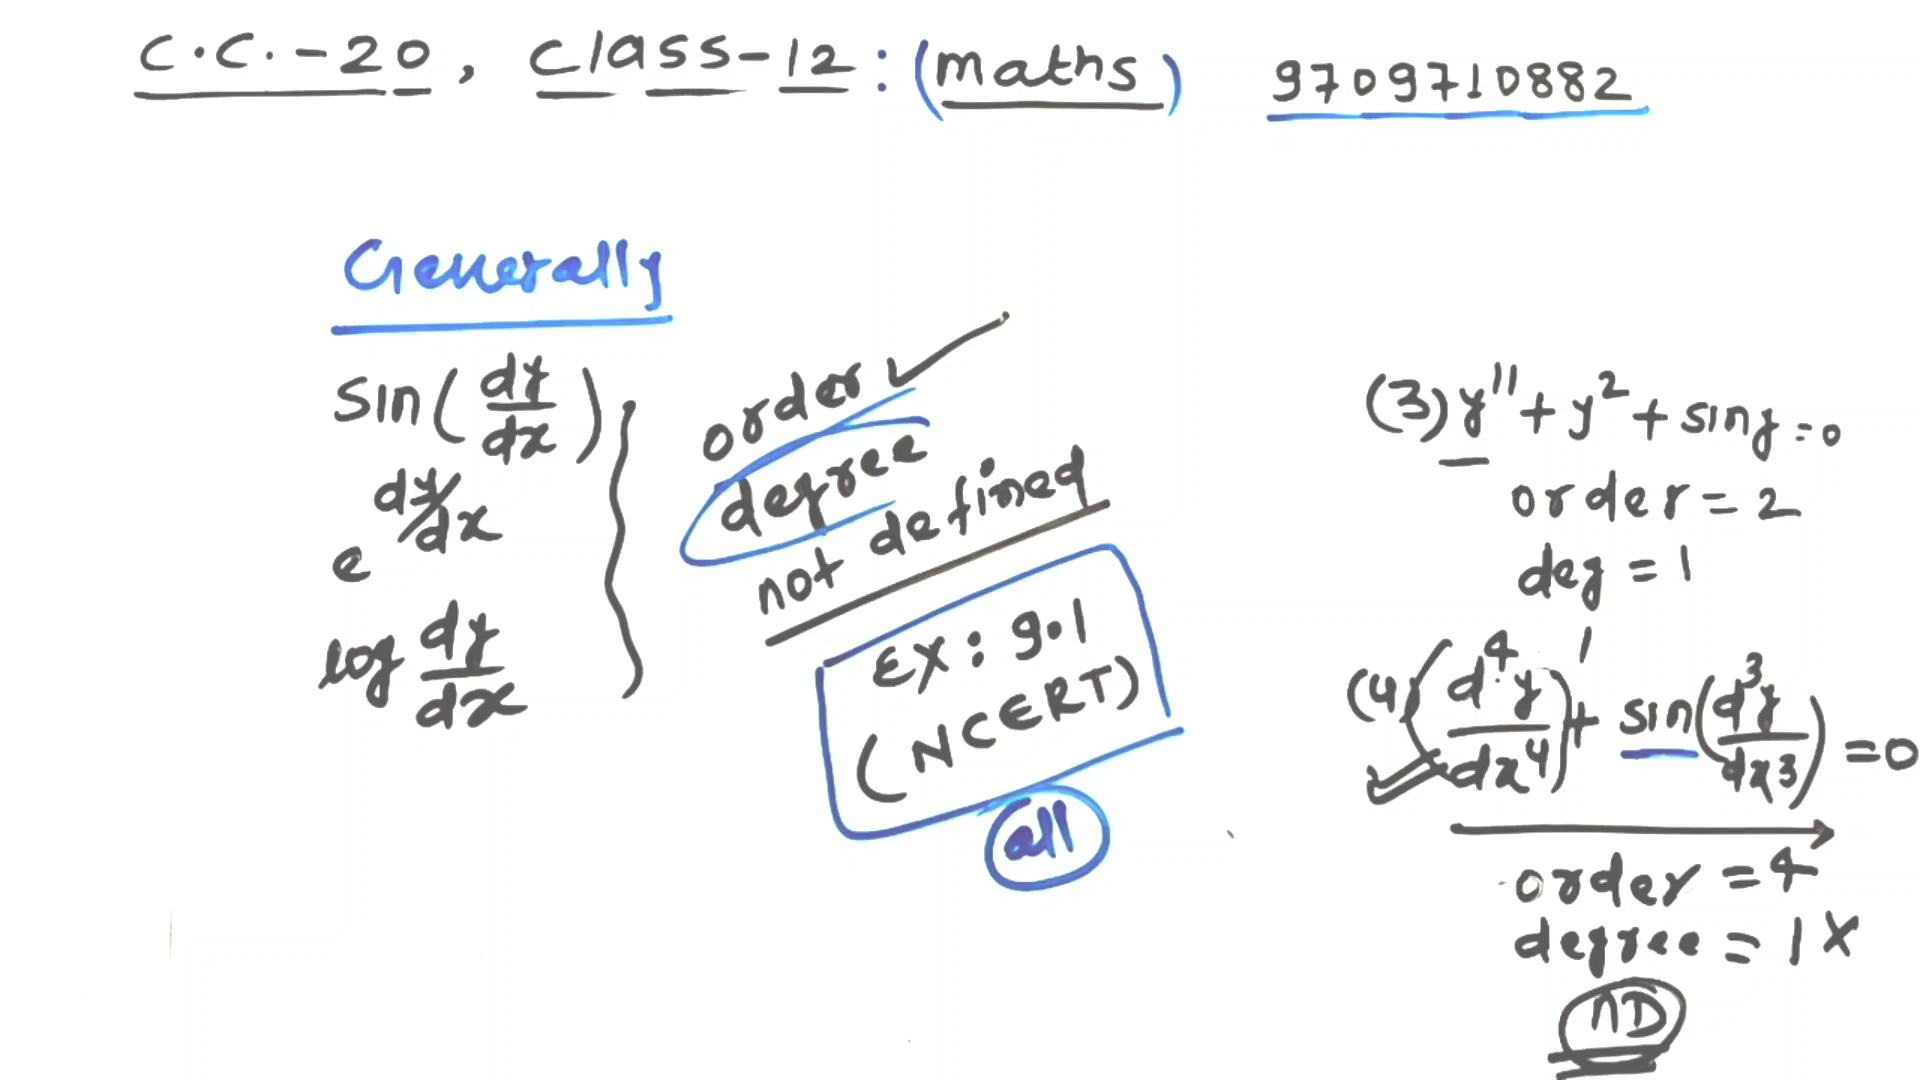 C.C.-20, Class-12: (maths) 9709710882
Generally
sin(dy/dx)
e^dy/dx
log dy/dx
order ✓
degree
not defined
EX: 9.1
(NCERT)
all
(3) y'' + y² + sin y = 0
order = 2
deg = 1
(4) (d⁴y/dx⁴)¹ + sin(d³y/dx³) = 0
order = 4
degree = 1 ×
ND